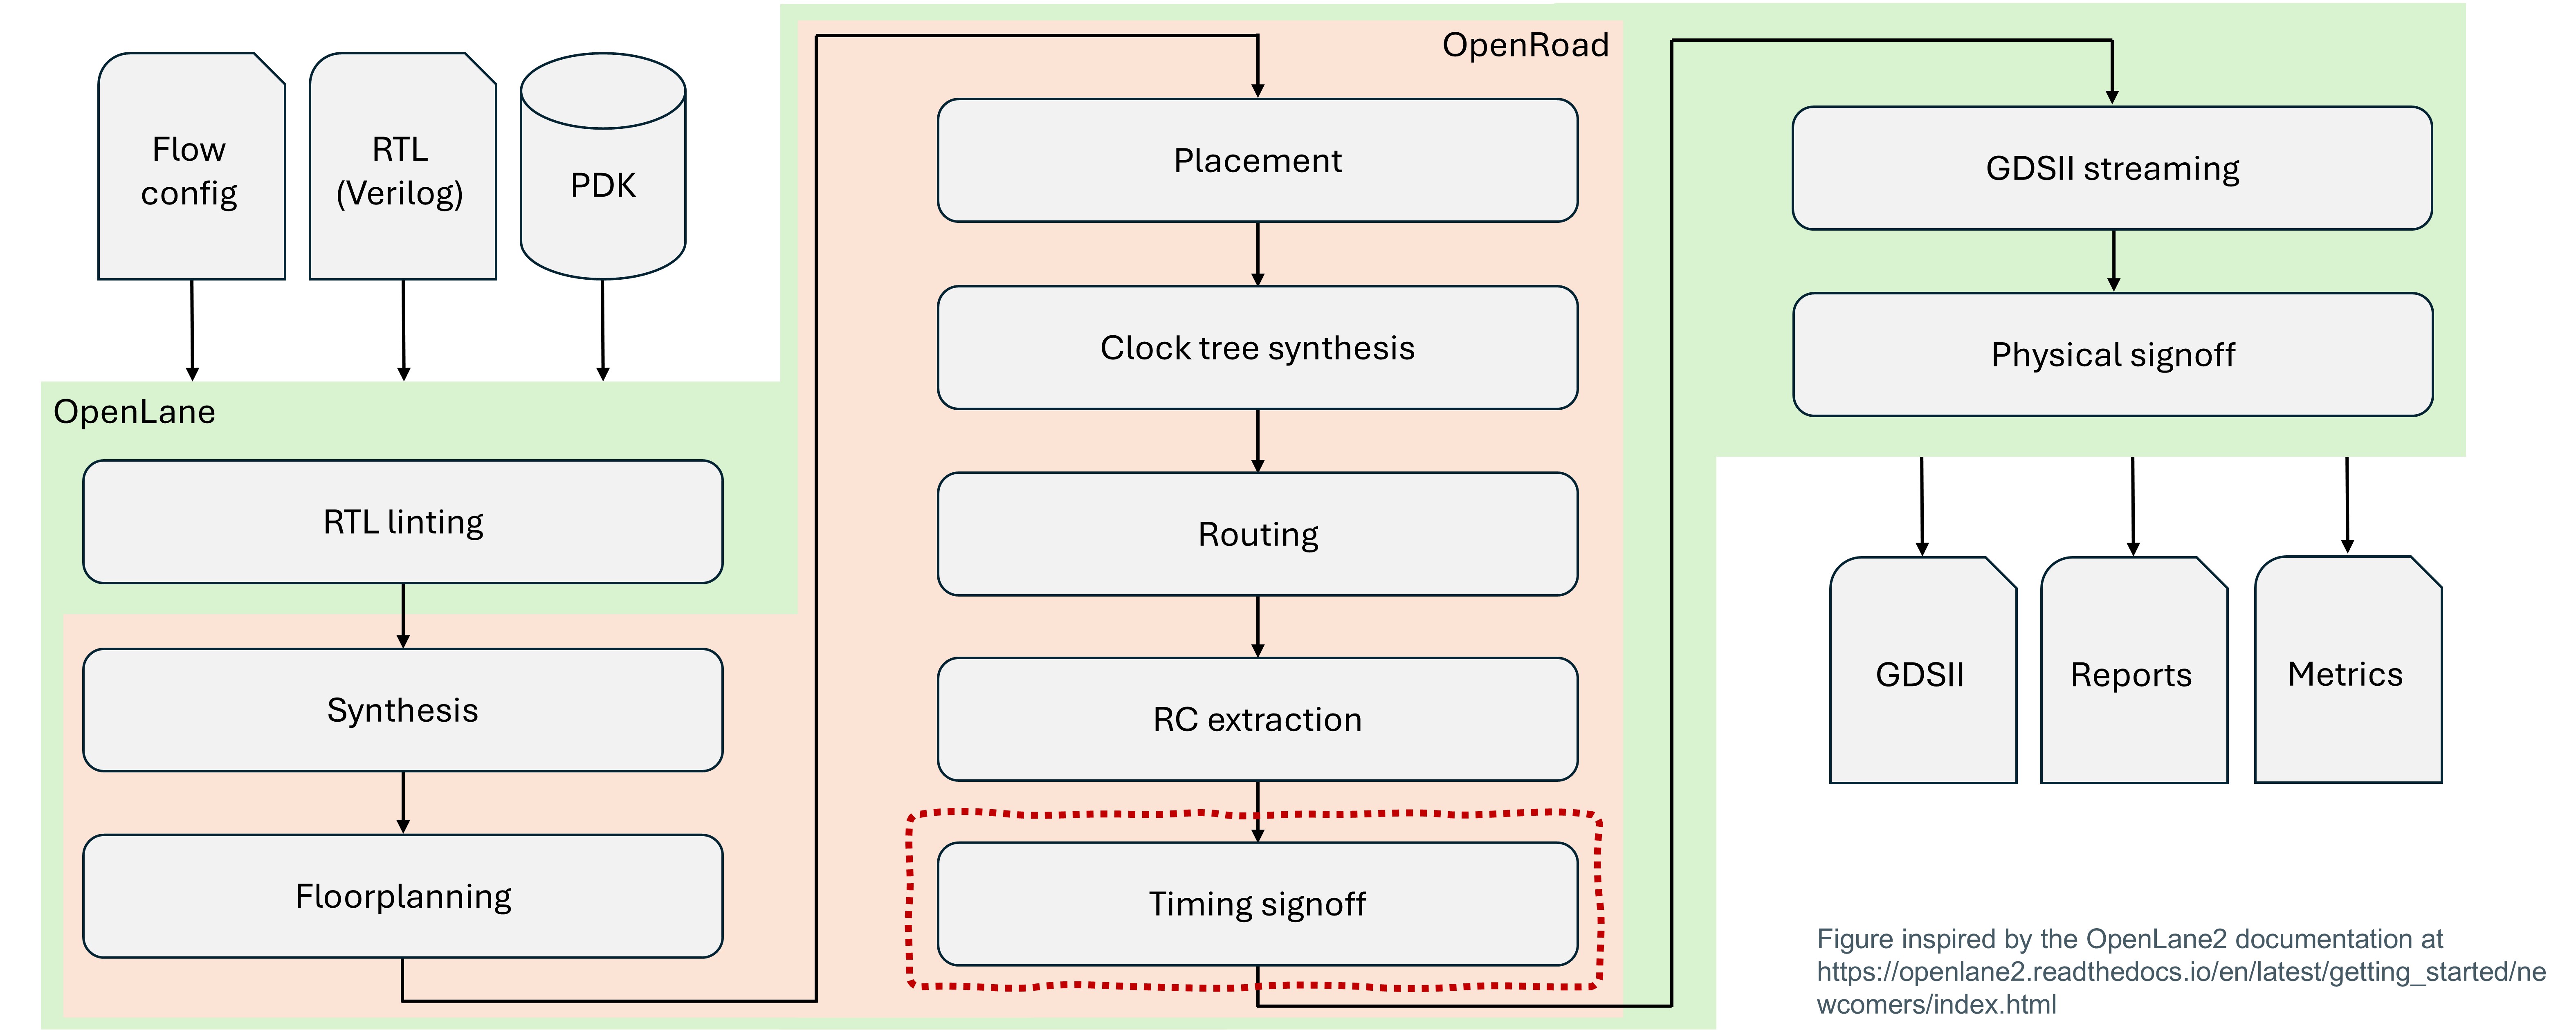 Flow
config
RTL
(Verilog)
PDK
OpenLane
RTL linting
Synthesis
Floorplanning
OpenRoad
Placement
Clock tree synthesis
Routing
RC extraction
Timing signoff
GDSII streaming
Physical signoff
GDSII
Reports
Metrics
Figure inspired by the OpenLane2 documentation at
https://openlane2.readthedocs.io/en/latest/getting_started/ne
wcomers/index.html